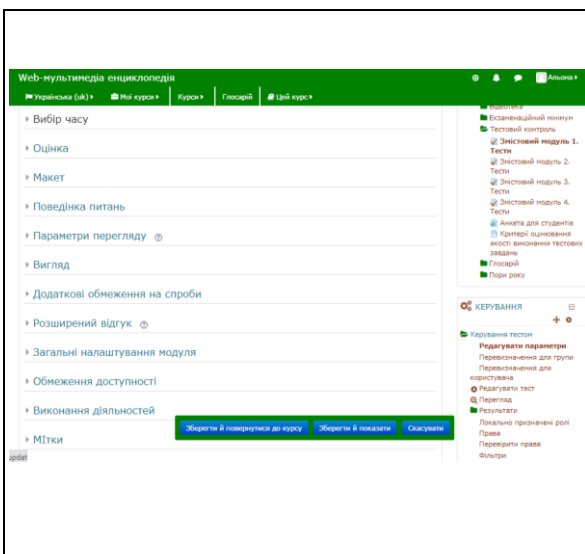 Web-мультимедіа енциклопедія
Альона
Українська (uk)
Мої курси
Курси
Глосарій
Цей курс
Вибір часу
Оцінка
Макет
Поведінка питань
Параметри перегляду
Вигляд
Додаткові обмеження на спроби
Розширений відгук
Загальні налаштування модуля
Обмеження доступності
Виконання діяльностей
Мітки
Зберегти й повернутися до курсу
Зберегти й показати
Скасувати
updat
Екзаменаційний мінімум
Тестовий контроль
Змістовий модуль 1.
Тести
Змістовий модуль 2.
Тести
Змістовий модуль 3.
Тести
Змістовий модуль 4.
Тести
Анкета для студентів
Критерії оцінювання
якості виконання тестових
завдань
Глосарій
Пори року
КЕРУВАННЯ
Керування тестом
Редагувати параметри
Перевизначення для групи
Перевизначення для
користувача
Редагувати тест
Перегляд
Результати
Локально призначені ролі
Права
Перевірити права
Фільтри